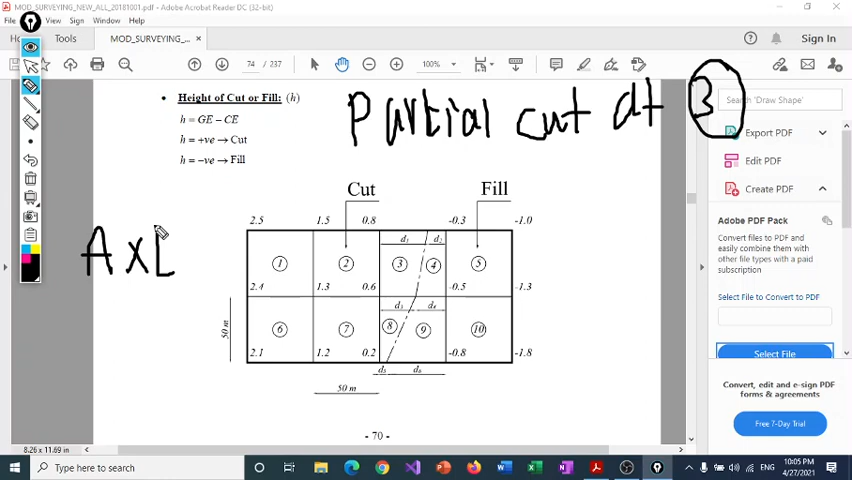 MOD_SURVEYING_NEW_ALL_20181001.pdf - Adobe Acrobat Reader DC (32-bit)
File View Sign Window Help
Tools MOD_SURVEYING_... × Sign In
74 / 237 100%
• Height of Cut or Fill: (h)
h = GE – CE
h = +ve → Cut
h = –ve → Fill
Partial cut at 3
Search 'Draw Shape'
Export PDF
Edit PDF
Create PDF
Adobe PDF Pack
Convert files to PDF and
easily combine them
with other file types with a paid
subscription
Select File to Convert to PDF
Select File
Convert, edit and e-sign PDF
forms & agreements
Free 7-Day Trial
Cut Fill
2.5 1.5 0.8 -0.3 -1.0
d1 d2
1 2 3 4 5
A X L
2.4 1.3 0.6 -0.5 -1.3
d3 d4
50 m
6 7 8 9 10
2.1 1.2 0.2 -0.8 -1.8
d5 d6
50 m
- 70 -
8.26 x 11.69 in
Type here to search
ENG
10:05 PM
4/27/2021